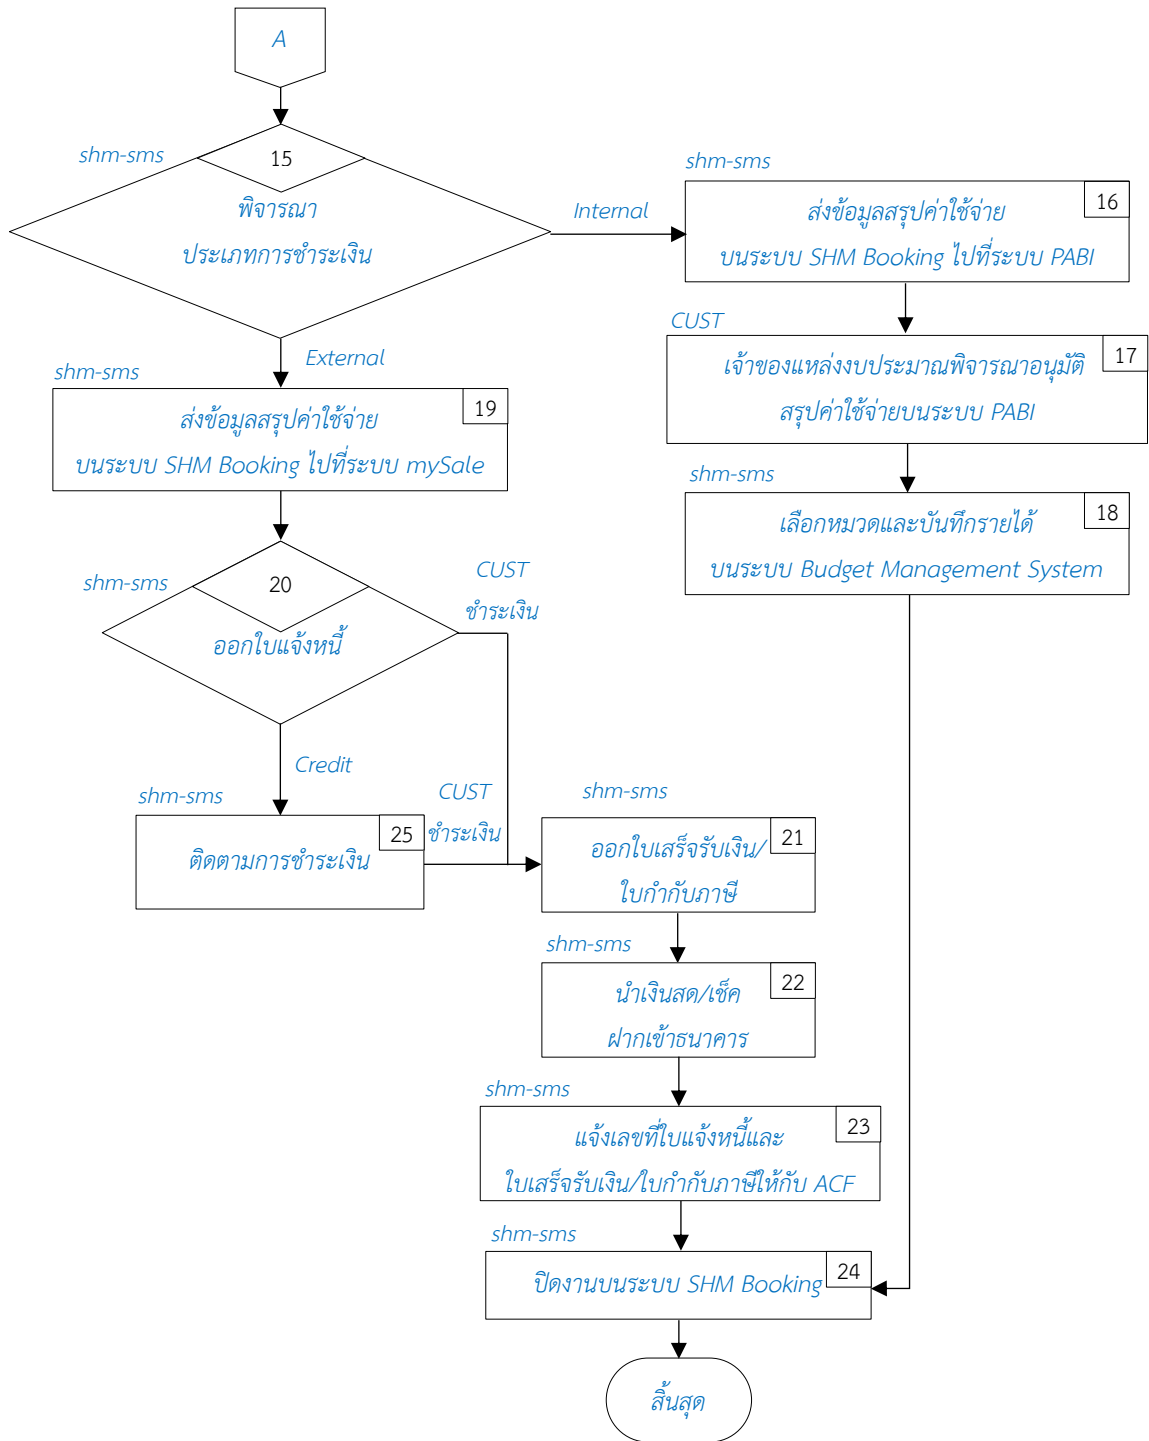 A
shm-sms
15
พิจารณา
ประเภทการชำระเงิน
Internal
shm-sms
16
ส่งข้อมูลสรุปค่าใช้จ่าย
บนระบบ SHM Booking ไปที่ระบบ PABI
CUST
17
เจ้าของแหล่งงบประมาณพิจารณาอนุมัติ
สรุปค่าใช้จ่ายบนระบบ PABI
shm-sms
18
เลือกหมวดและบันทึกรายได้
บนระบบ Budget Management System
External
shm-sms
19
ส่งข้อมูลสรุปค่าใช้จ่าย
บนระบบ SHM Booking ไปที่ระบบ mySale
shm-sms
20
ออกใบแจ้งหนี้
CUST
ชำระเงิน
Credit
shm-sms
25
ติดตามการชำระเงิน
CUST
ชำระเงิน
shm-sms
21
ออกใบเสร็จรับเงิน/
ใบกำกับภาษี
shm-sms
22
นำเงินสด/เช็ค
ฝากเข้าธนาคาร
shm-sms
23
แจ้งเลขที่ใบแจ้งหนี้และ
ใบเสร็จรับเงิน/ใบกำกับภาษีให้กับ ACF
shm-sms
24
ปิดงานบนระบบ SHM Booking
สิ้นสุด